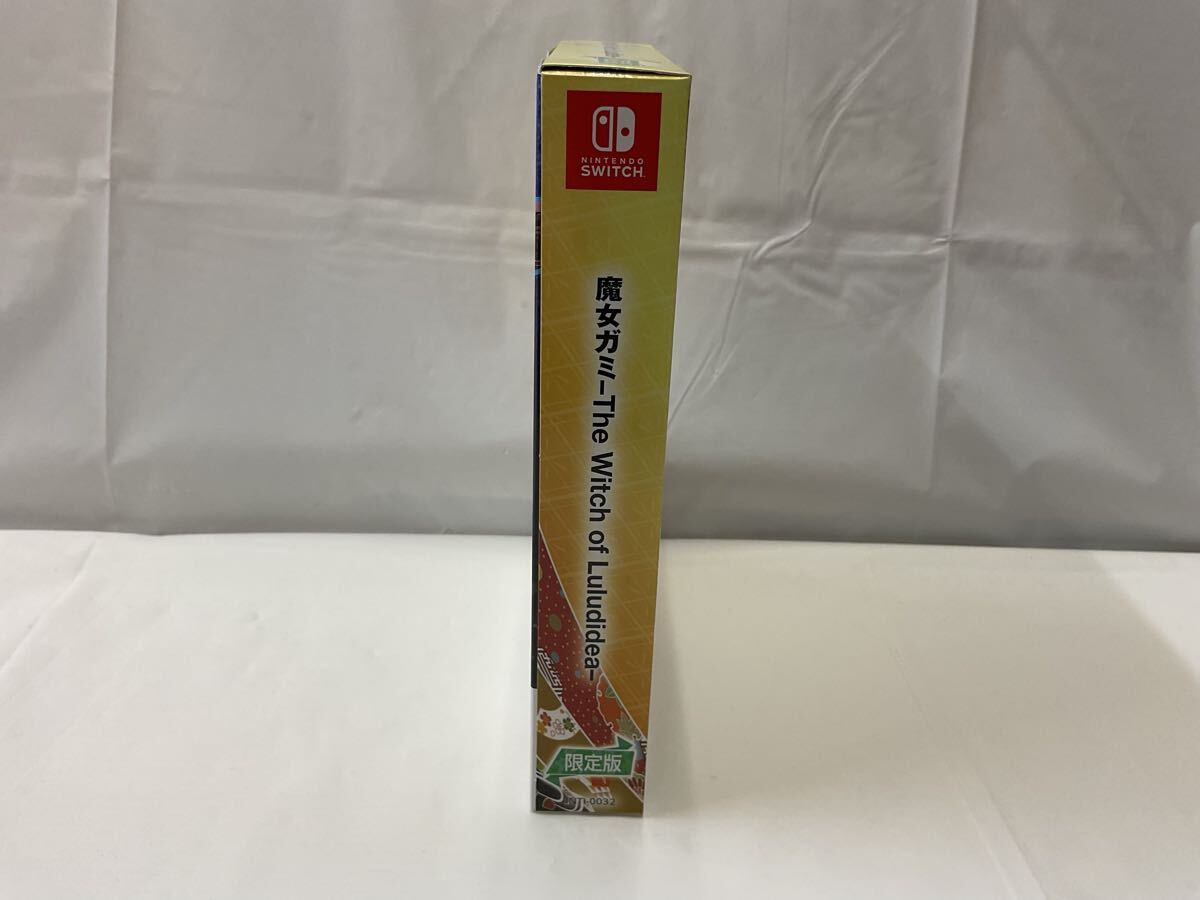 NINTENDO
SWITCH
魔女ガミ-The Witch of Luludidea-
限定版